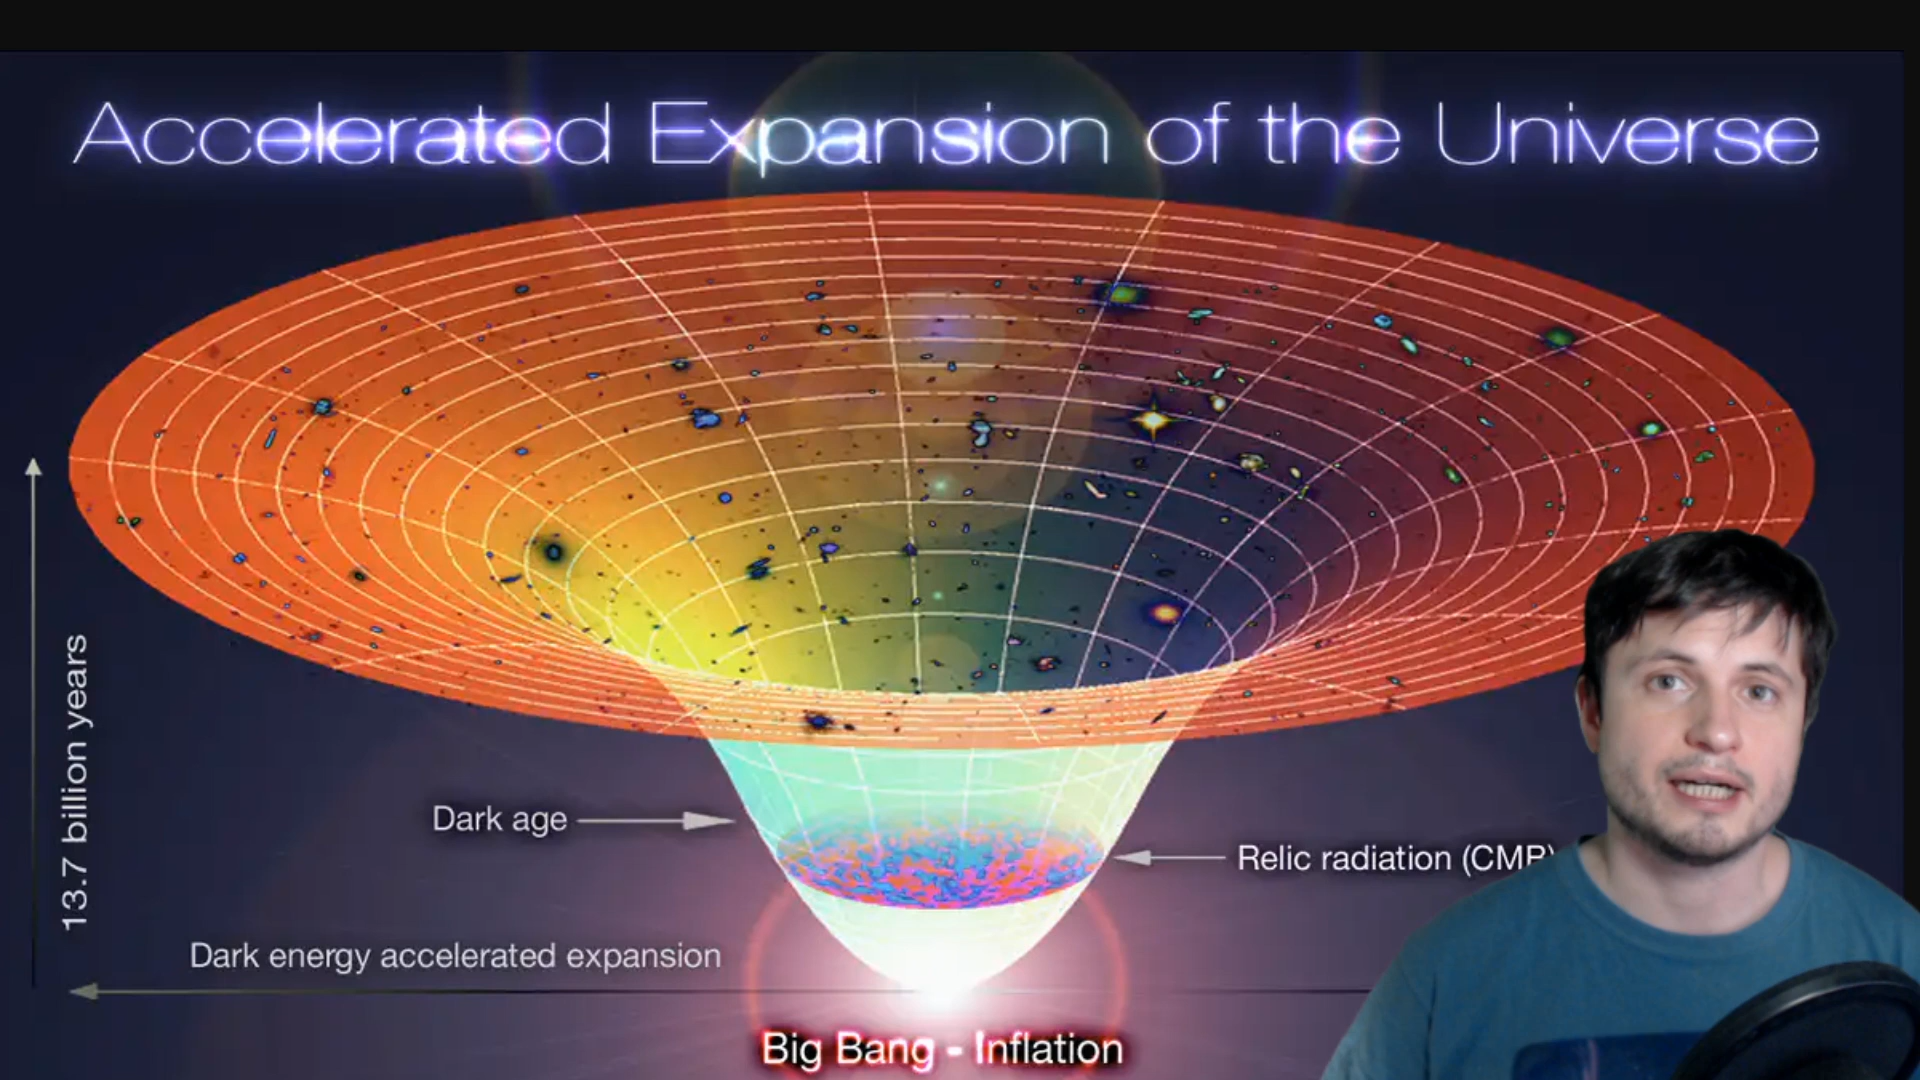 Accelerated Expansion of the Universe
13.7 billion years
Dark age
Relic radiation (CMB)
Dark energy accelerated expansion
Big Bang - Inflation